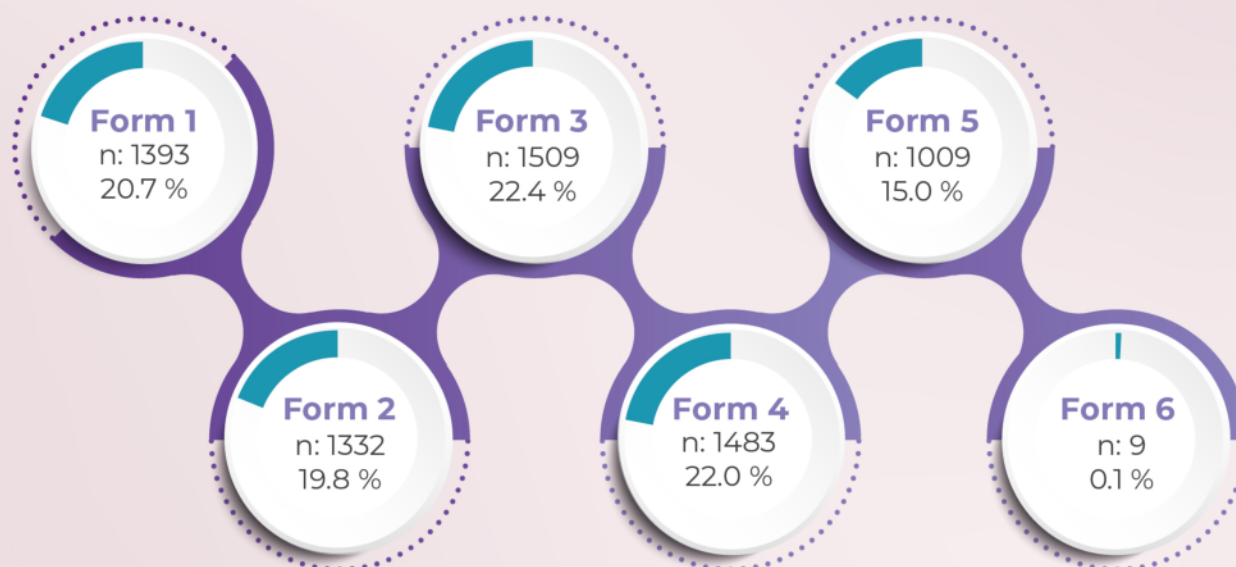 Form 1
n: 1393
20.7 %
Form 2
n: 1332
19.8 %
Form 3
n: 1509
22.4 %
Form 4
n: 1483
22.0 %
Form 5
n: 1009
15.0 %
Form 6
n: 9
0.1 %